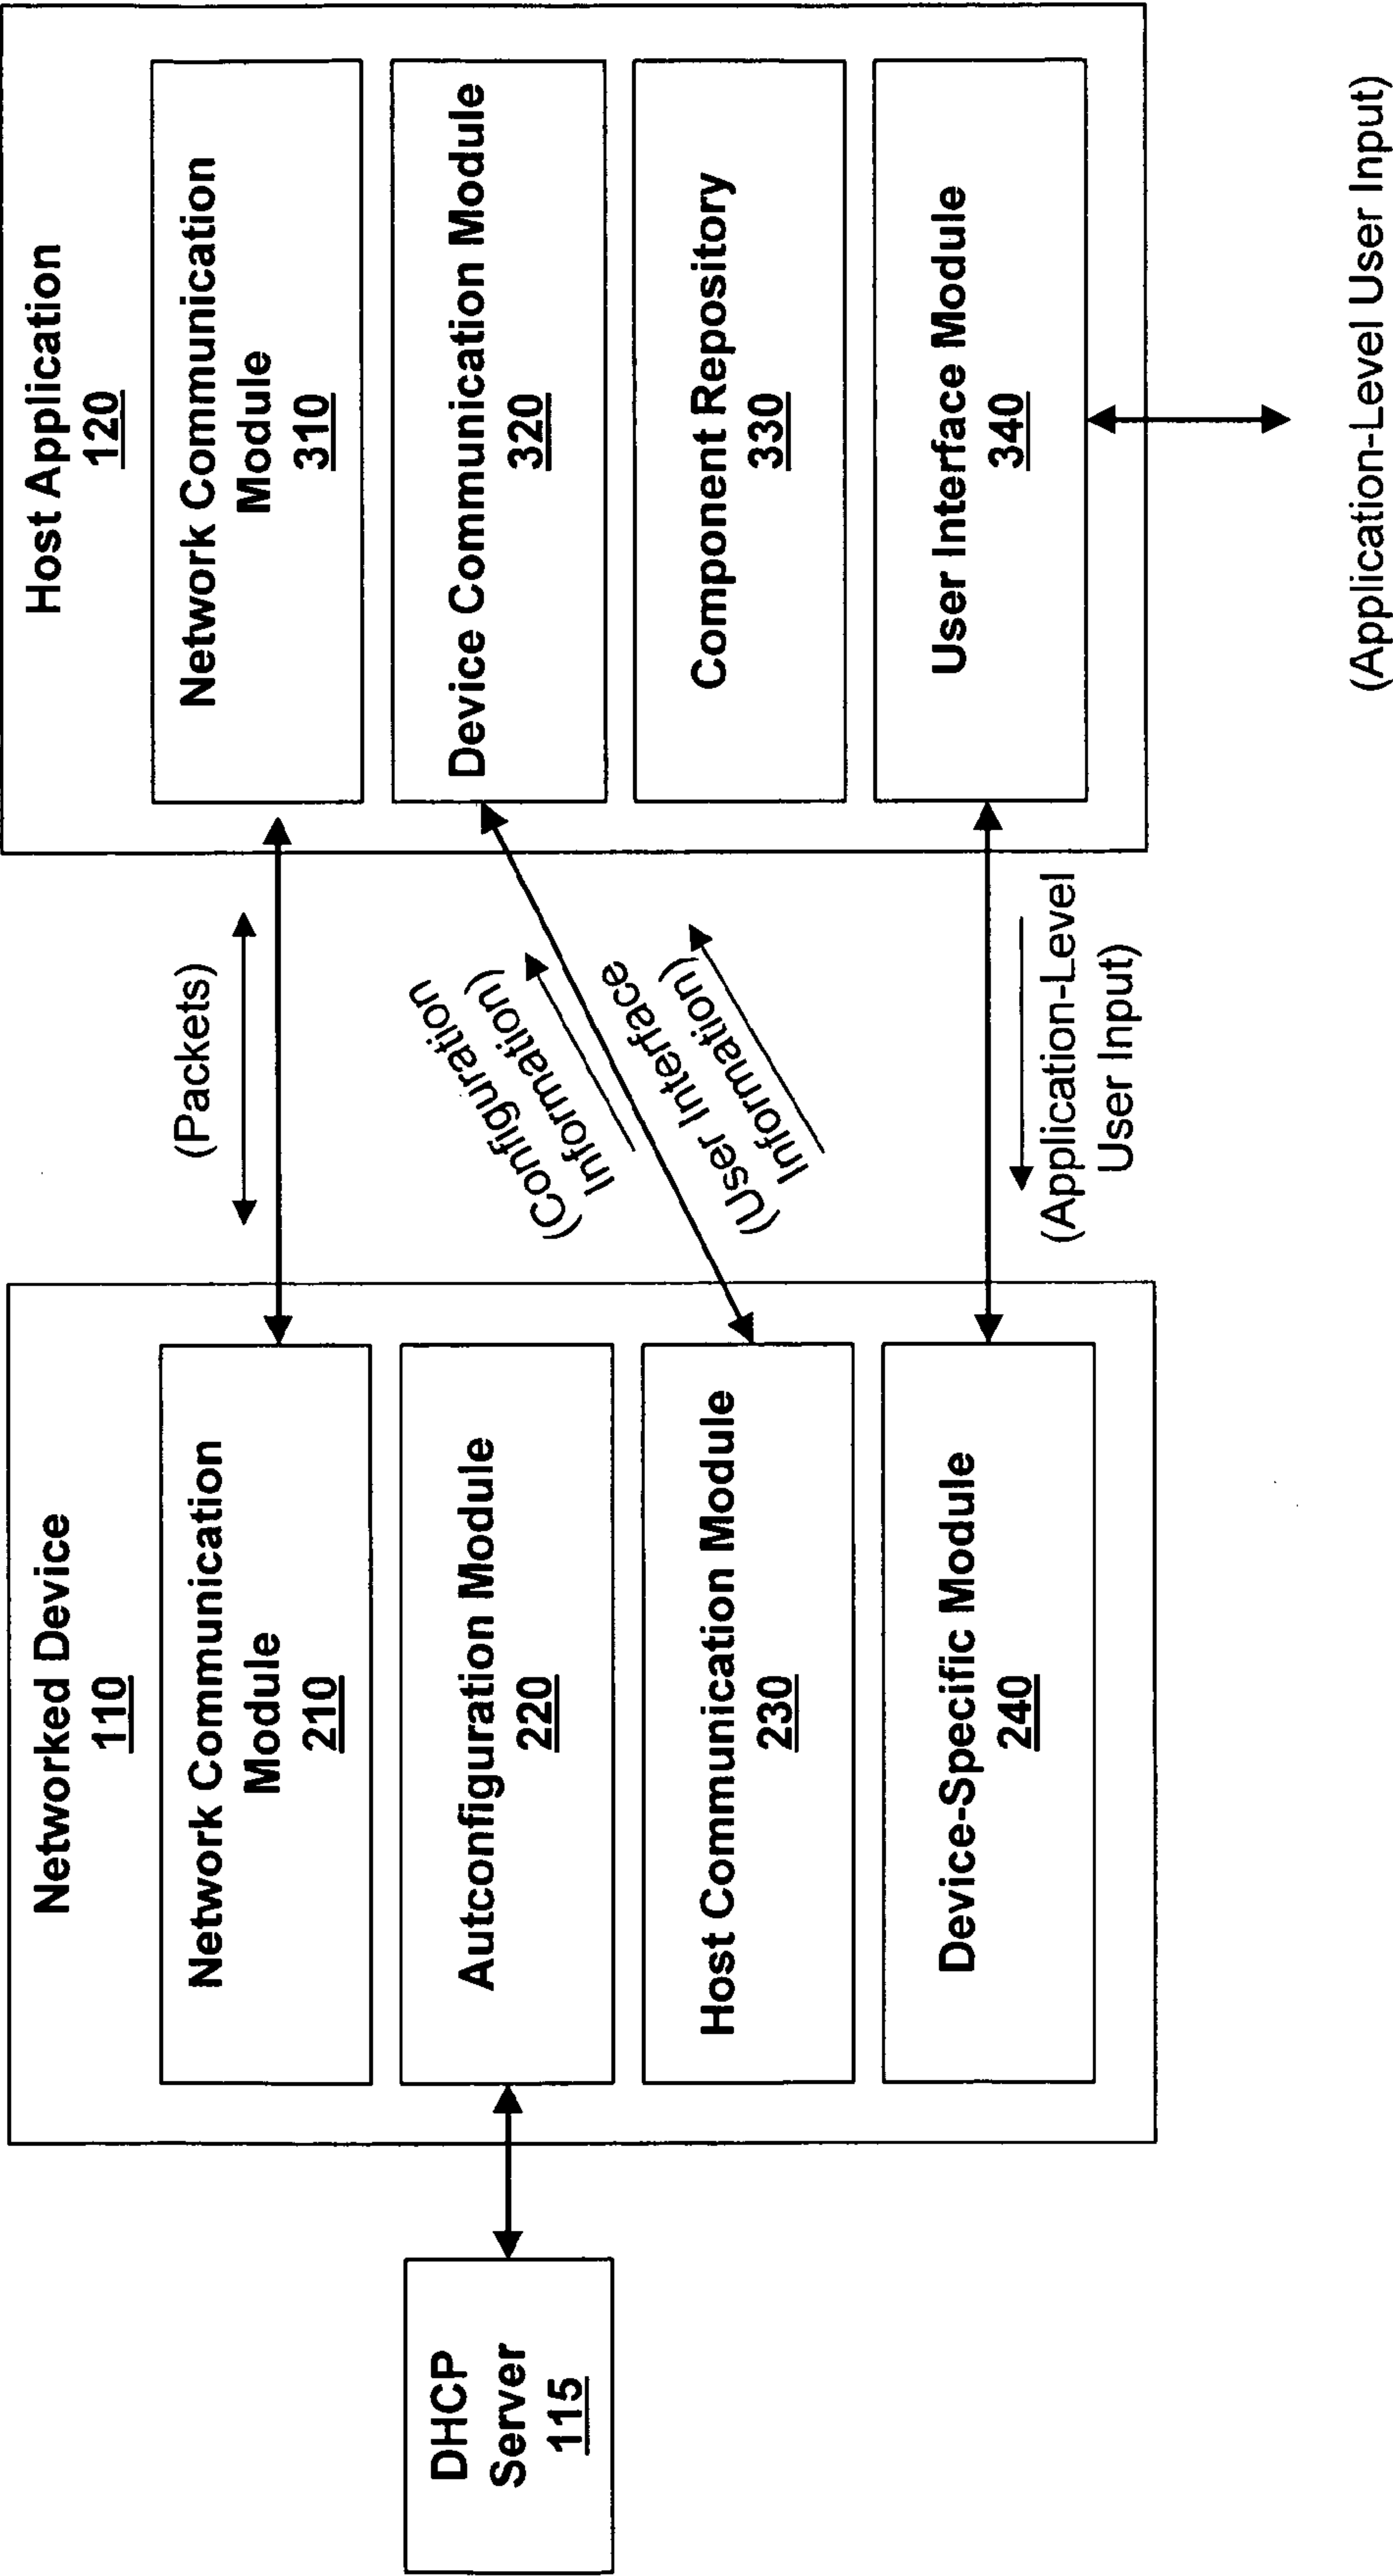 DHCP
Server
115
Networked Device
110
Network Communication
Module
210
Autconfiguration Module
220
Host Communication Module
230
Device-Specific Module
240
(Packets)
(Configuration
Information)
(User Interface
Information)
(Application-Level
User Input)
Host Application
120
Network Communication
Module
310
Device Communication Module
320
Component Repository
330
User Interface Module
340
(Application-Level User Input)